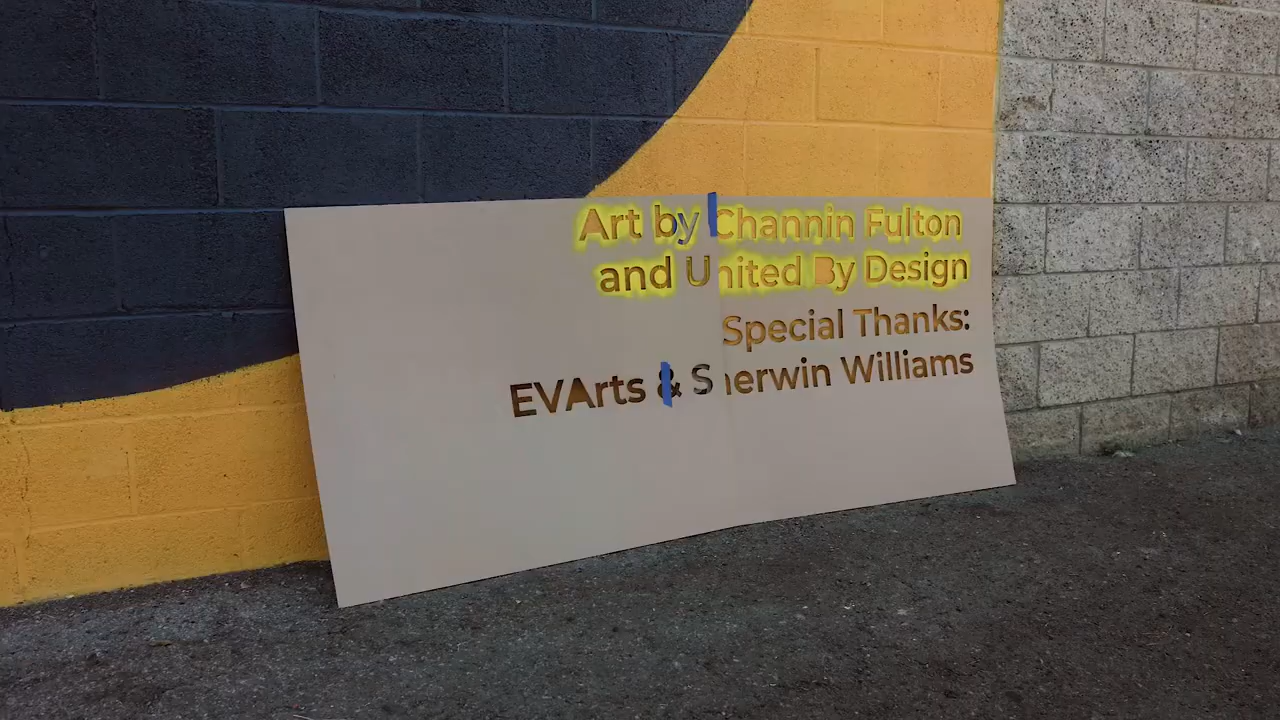 Art by Channin Fulton
and United By Design
Special Thanks:
EVArts & Sherwin Williams